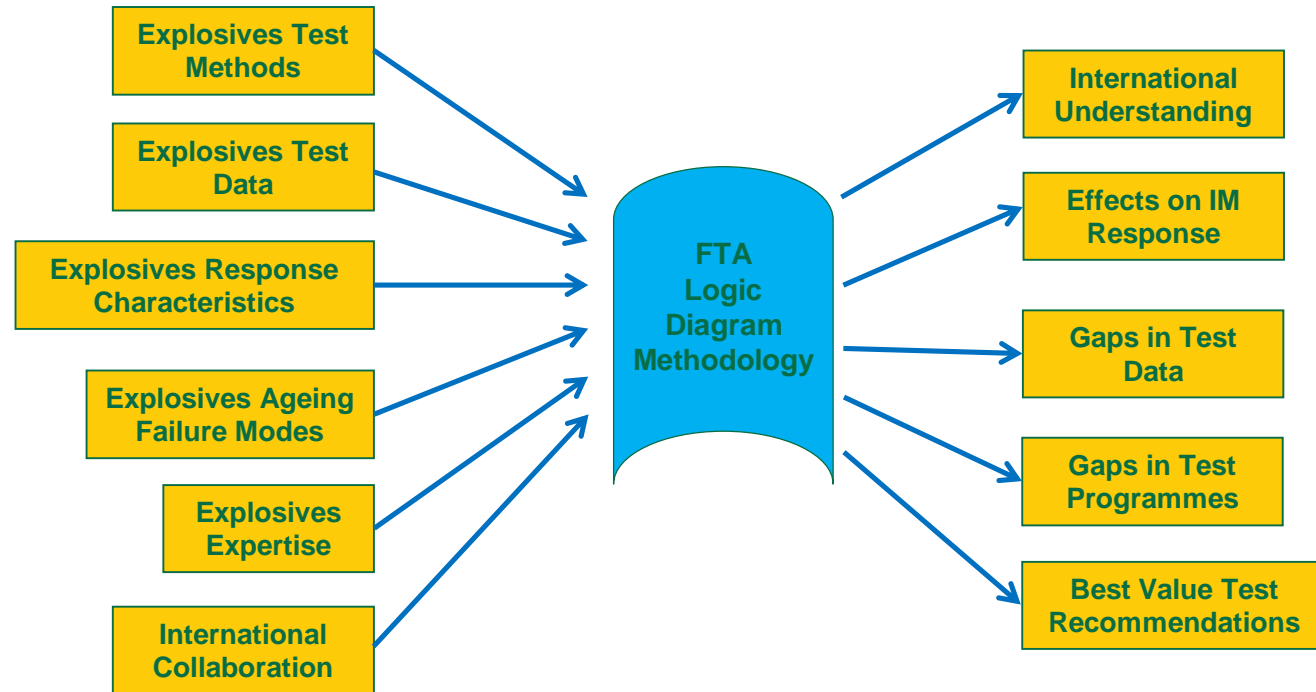 Explosives Test
Methods
Explosives Test
Data
Explosives Response
Characteristics
Explosives Ageing
Failure Modes
Explosives
Expertise
International
Collaboration
FTA
Logic
Diagram
Methodology
International
Understanding
Effects on IM
Response
Gaps in Test
Data
Gaps in Test
Programmes
Best Value Test
Recommendations